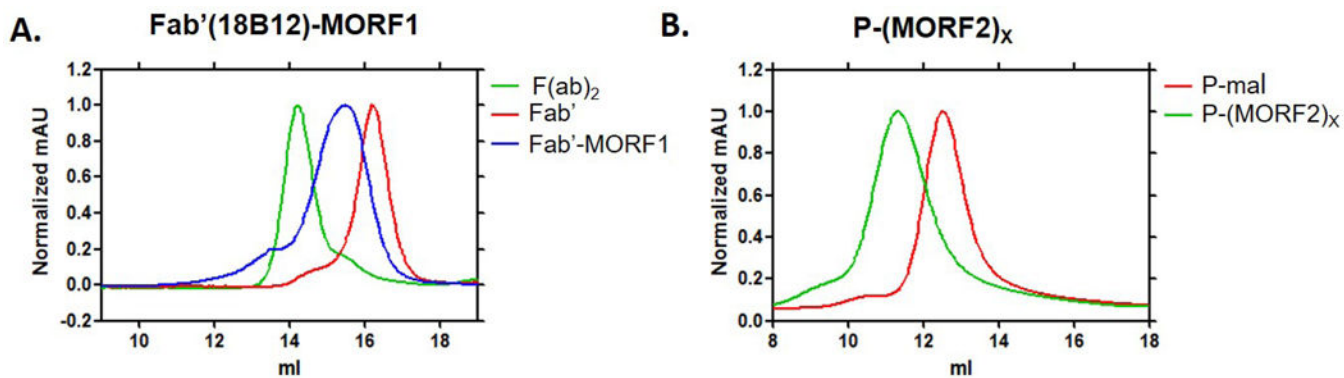 A.
Fab'(18B12)-MORF1
Normalized mAU
1.2
1.0
0.8
0.6
0.4
0.2
0.0
-0.2
10
12
14
16
18
ml
F(ab)₂
Fab'
Fab'-MORF1
B.
P-(MORF2)ₓ
Normalized mAU
1.2
1.0
0.8
0.6
0.4
0.2
0.0
8
10
12
14
16
18
ml
P-mal
P-(MORF2)ₓ